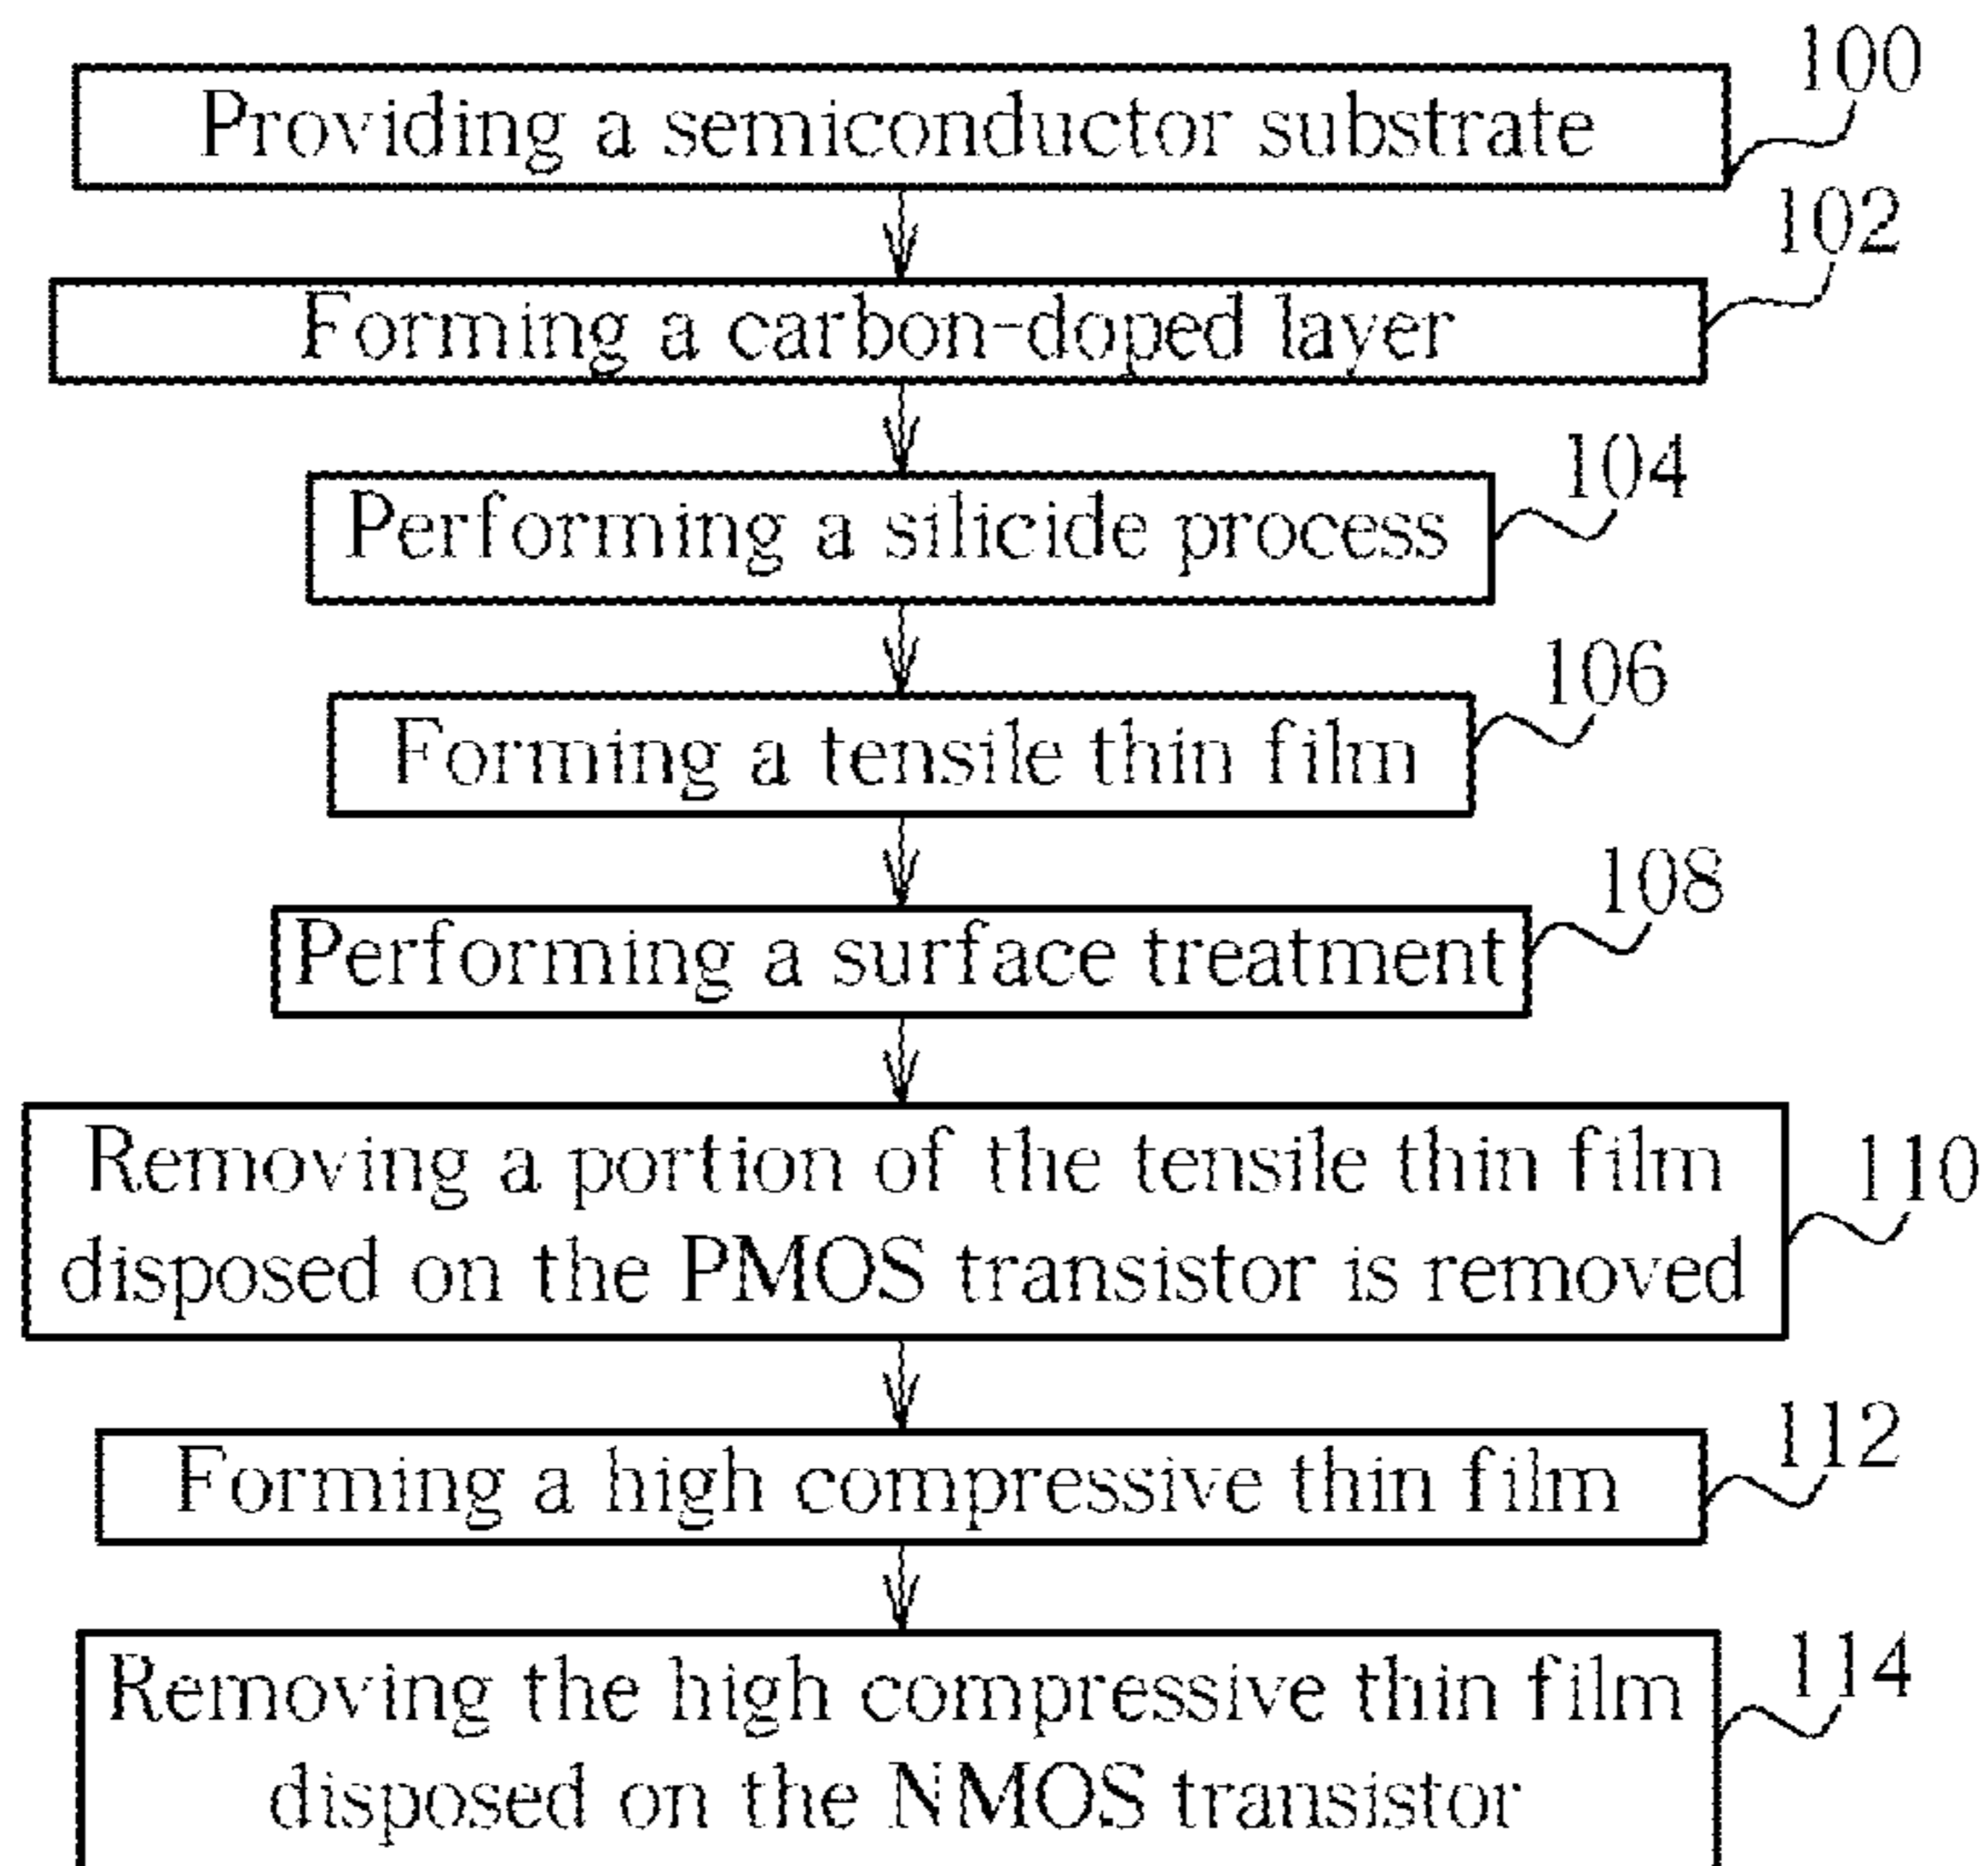 100
Providing a semiconductor substrate
102
Forming a carbon-doped layer
104
Performing a silicide process
106
Forming a tensile thin film
108
Performing a surface treatment
110
Removing a portion of the tensile thin film
disposed on the PMOS transistor is removed
112
Forming a high compressive thin film
114
Removing the high compressive thin film
disposed on the NMOS transistor